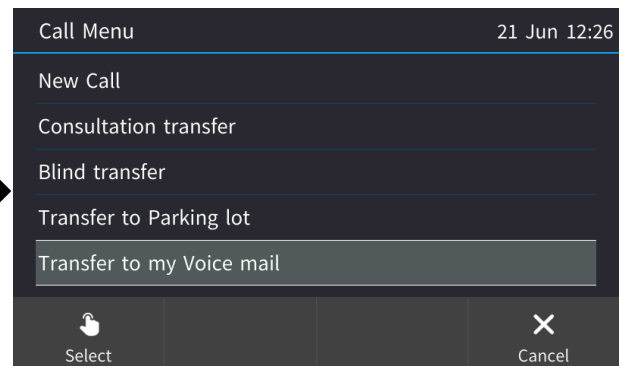 Call Menu 21 Jun 12:26
New Call
Consultation transfer
Blind transfer
Transfer to Parking lot
Transfer to my Voice mail
Select Cancel